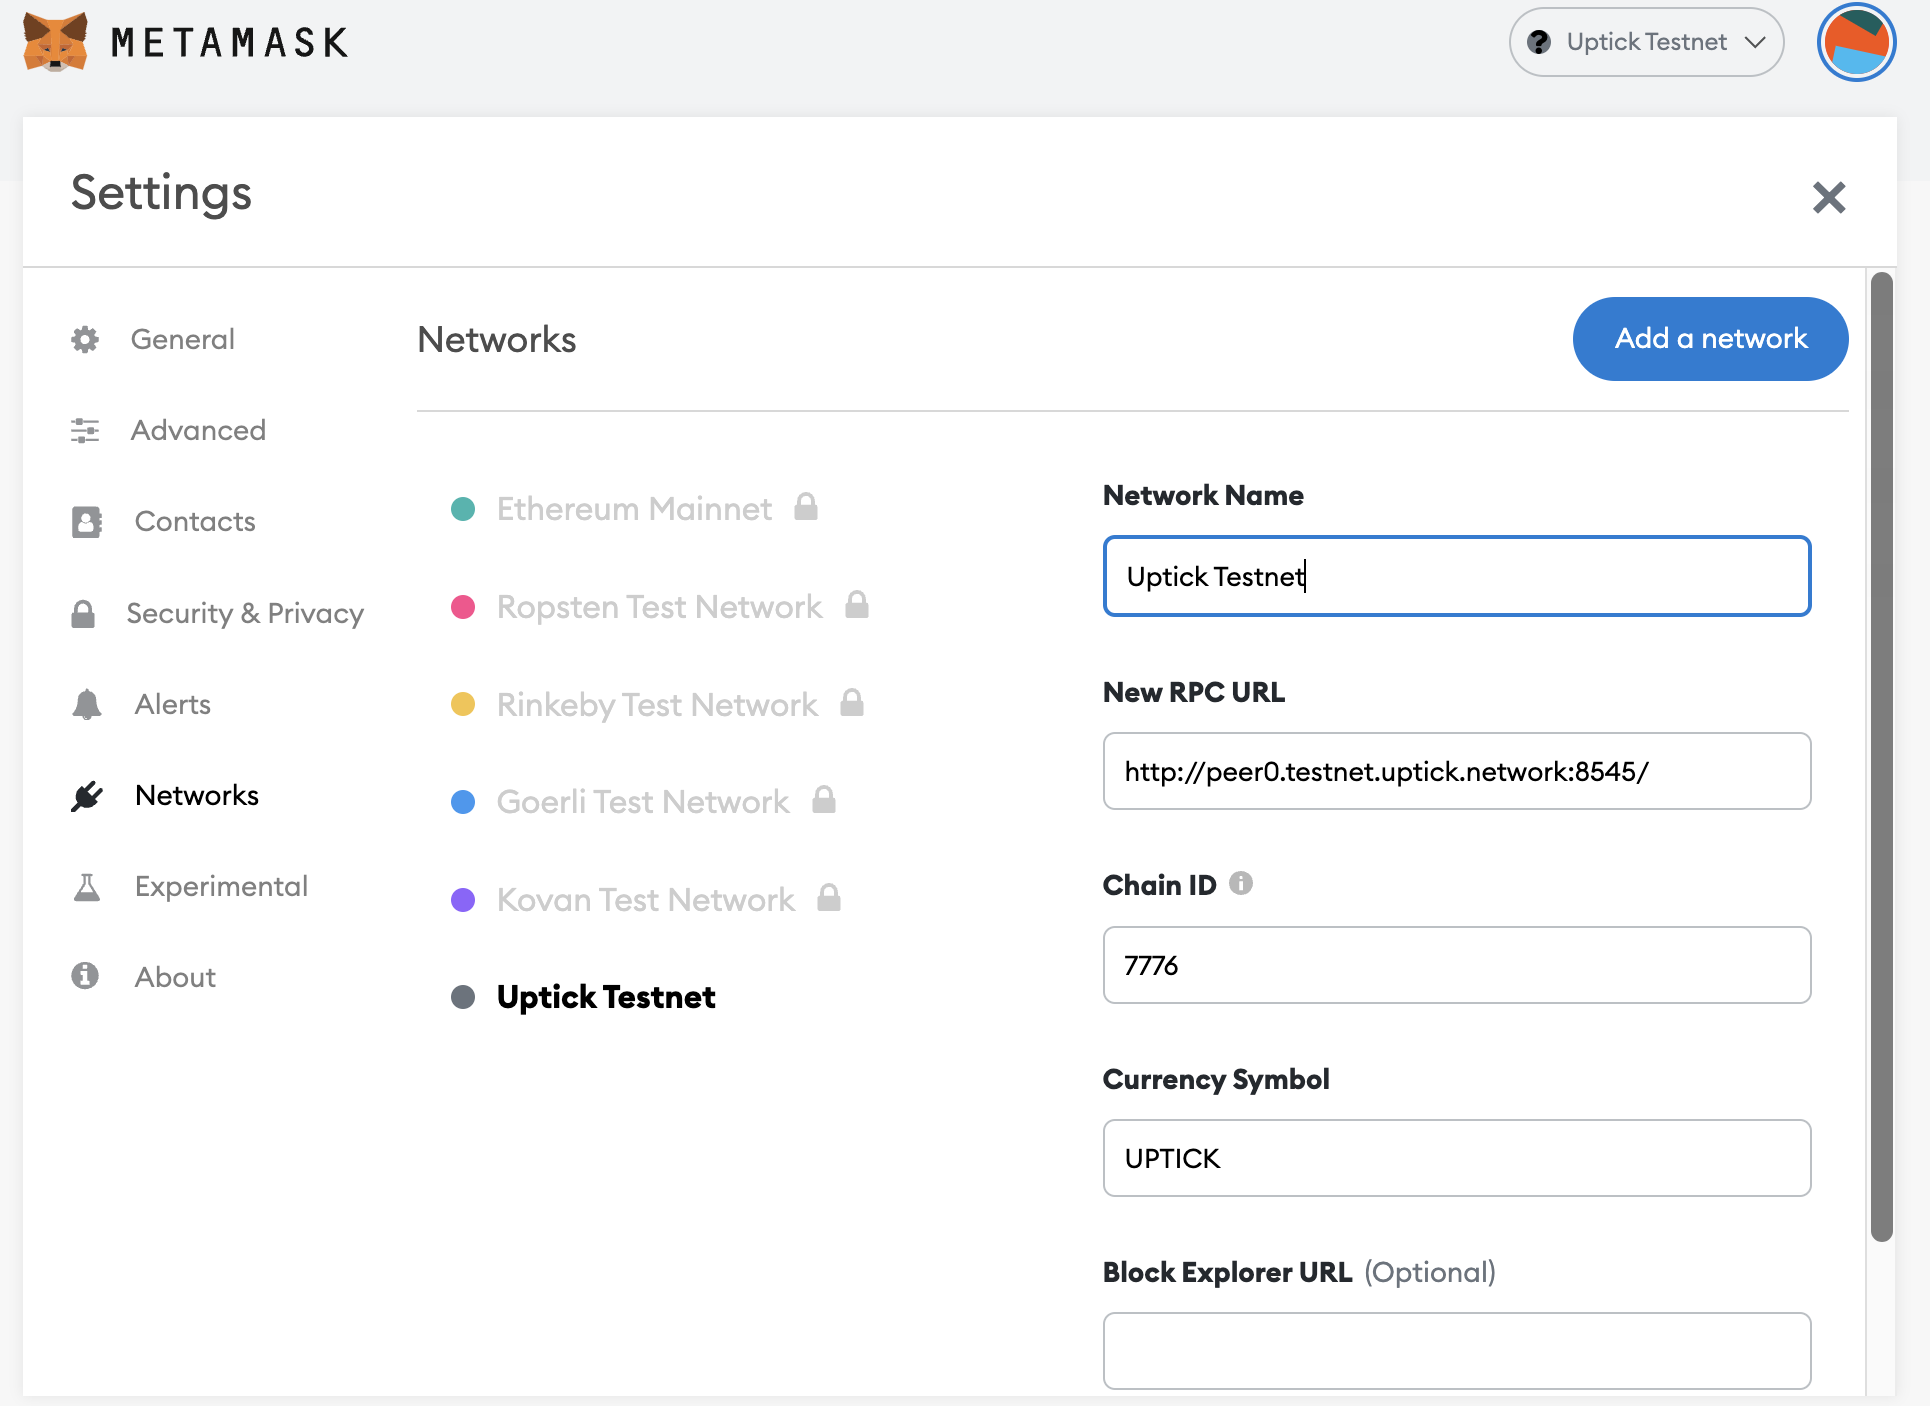 METAMASK
Uptick Testnet
Settings
General
Advanced
Contacts
Security & Privacy
Alerts
Networks
Experimental
About
Networks
Add a network
Ethereum Mainnet
Ropsten Test Network
Rinkeby Test Network
Goerli Test Network
Kovan Test Network
Uptick Testnet
Network Name
Uptick Testnet
New RPC URL
http://peer0.testnet.uptick.network:8545/
Chain ID
7776
Currency Symbol
UPTICK
Block Explorer URL (Optional)